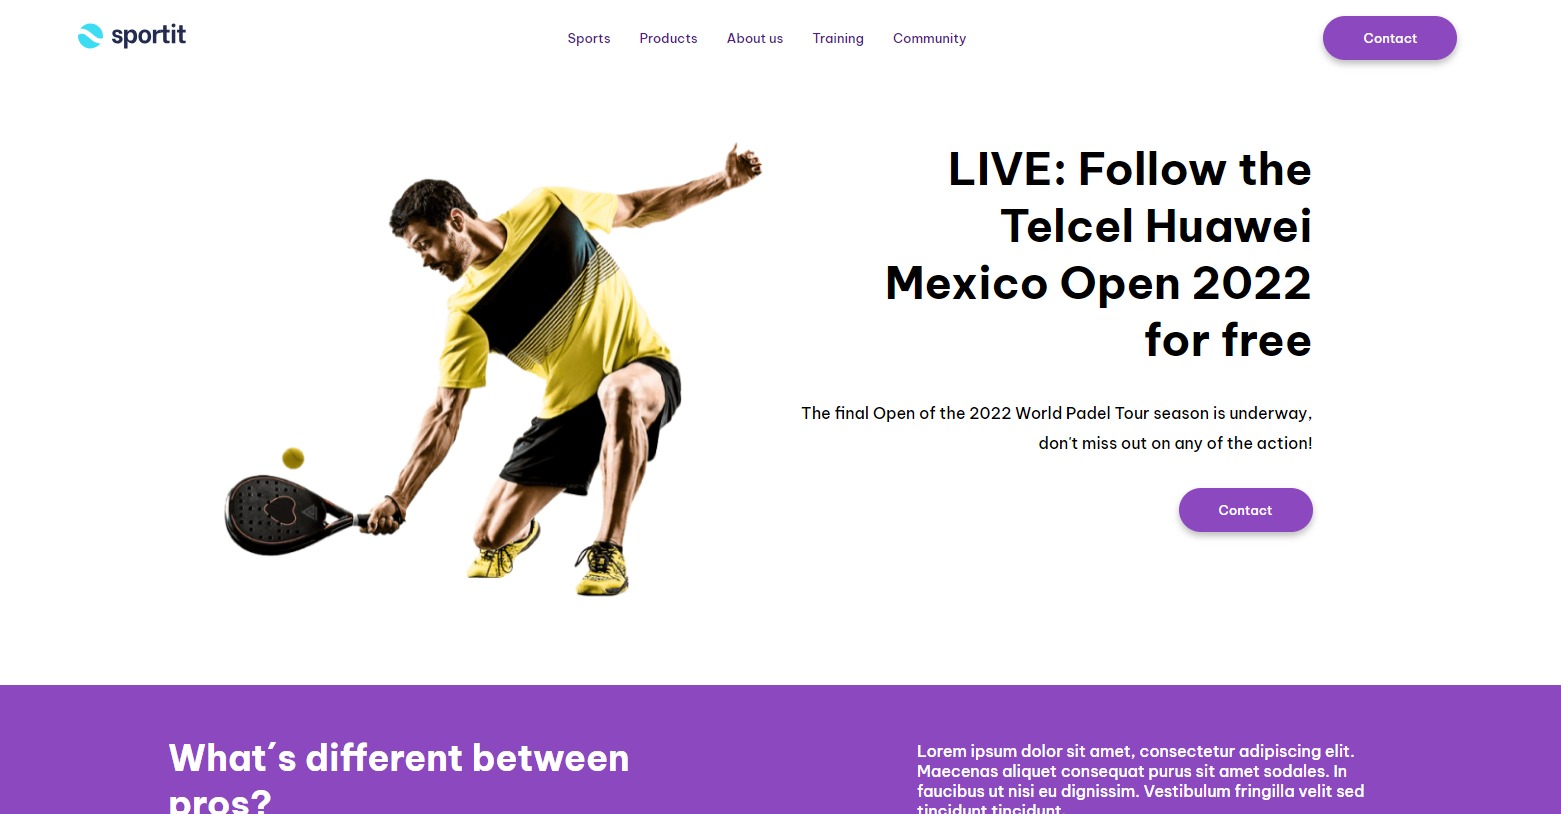 sportit
Sports
Products
About us
Training
Community
Contact
LIVE: Follow the
Telcel Huawei
Mexico Open 2022
for free
The final Open of the 2022 World Padel Tour season is underway,
don't miss out on any of the action!
Contact
What´s different between
pros?
Lorem ipsum dolor sit amet, consectetur adipiscing elit.
Maecenas aliquet consequat purus sit amet sodales. In
faucibus ut nisi eu dignissim. Vestibulum fringilla velit sed
tincidunt tincidunt.